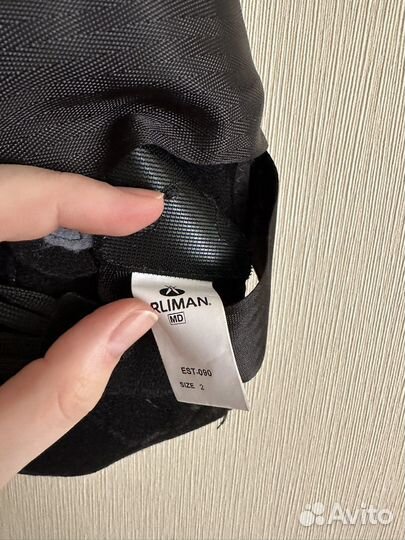 RLIMAN®
MD
EST-090
SIZE 2
Avito